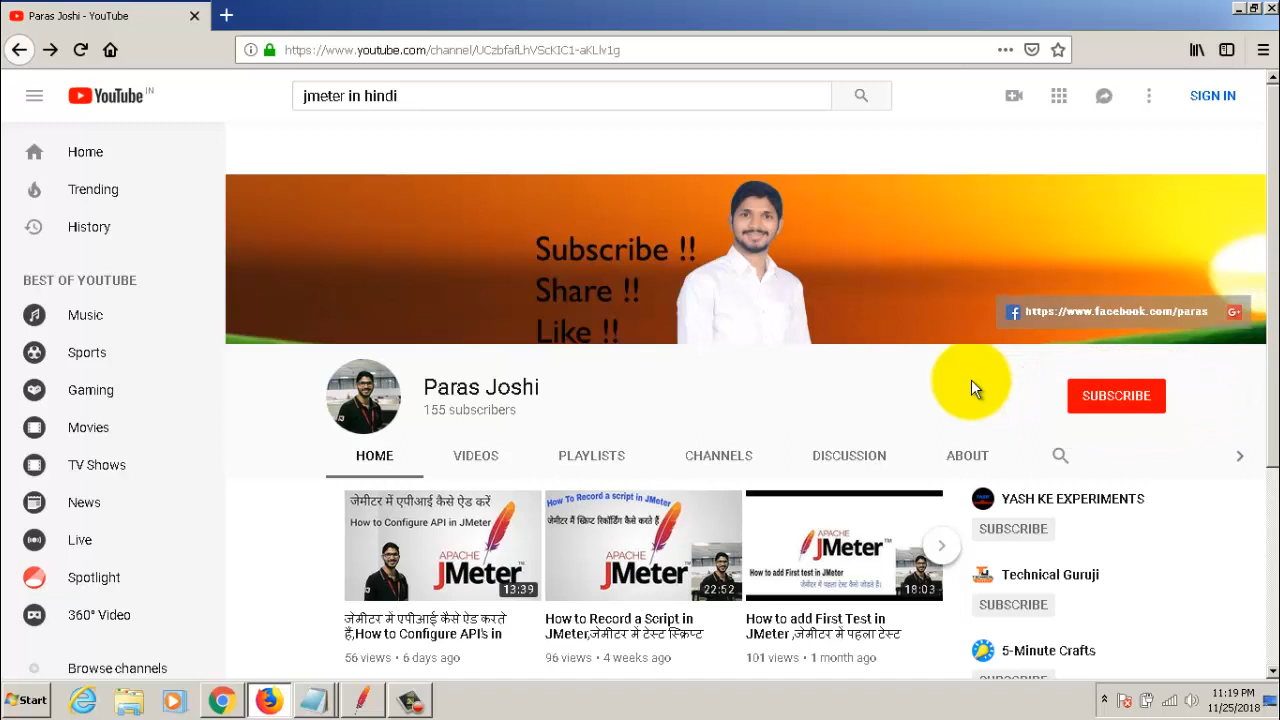 Paras Joshi - YouTube
https://www.youtube.com/channel/UCzbfafLhVScKIC1-aKLlv1g
YouTube IN
jmeter in hindi
SIGN IN
Home
Trending
History
BEST OF YOUTUBE
Music
Sports
Gaming
Movies
TV Shows
News
Live
Spotlight
360° Video
Browse channels
Subscribe !!
Share !!
Like !!
https://www.facebook.com/paras
Paras Joshi
155 subscribers
SUBSCRIBE
HOME VIDEOS PLAYLISTS CHANNELS DISCUSSION ABOUT
जेमीटर में एपीआई कैसे ऐड करें
How to Configure API in JMeter
APACHE
JMeter™
13:39
जेमीटर में एपीआई कैसे ऐड करते
हैं,How to Configure API's in
56 views • 6 days ago
How To Record a script in JMeter
जेमीटर में स्क्रिप्ट रिकॉर्डिंग कैसे करते हैं
APACHE
JMeter
22:52
How to Record a Script in
JMeter,जेमीटर में टेस्ट स्क्रिप्ट
96 views • 4 weeks ago
APACHE
JMeter™
How to add First test in JMeter
जेमीटर में पहला टेस्ट कैसे जोड़ते हैं।
18:03
How to add First Test in
JMeter ,जेमीटर में पहला टेस्ट
101 views • 1 month ago
YASH KE EXPERIMENTS
SUBSCRIBE
Technical Guruji
SUBSCRIBE
5-Minute Crafts
SUBSCRIBE
Start
11:19 PM
11/25/2018